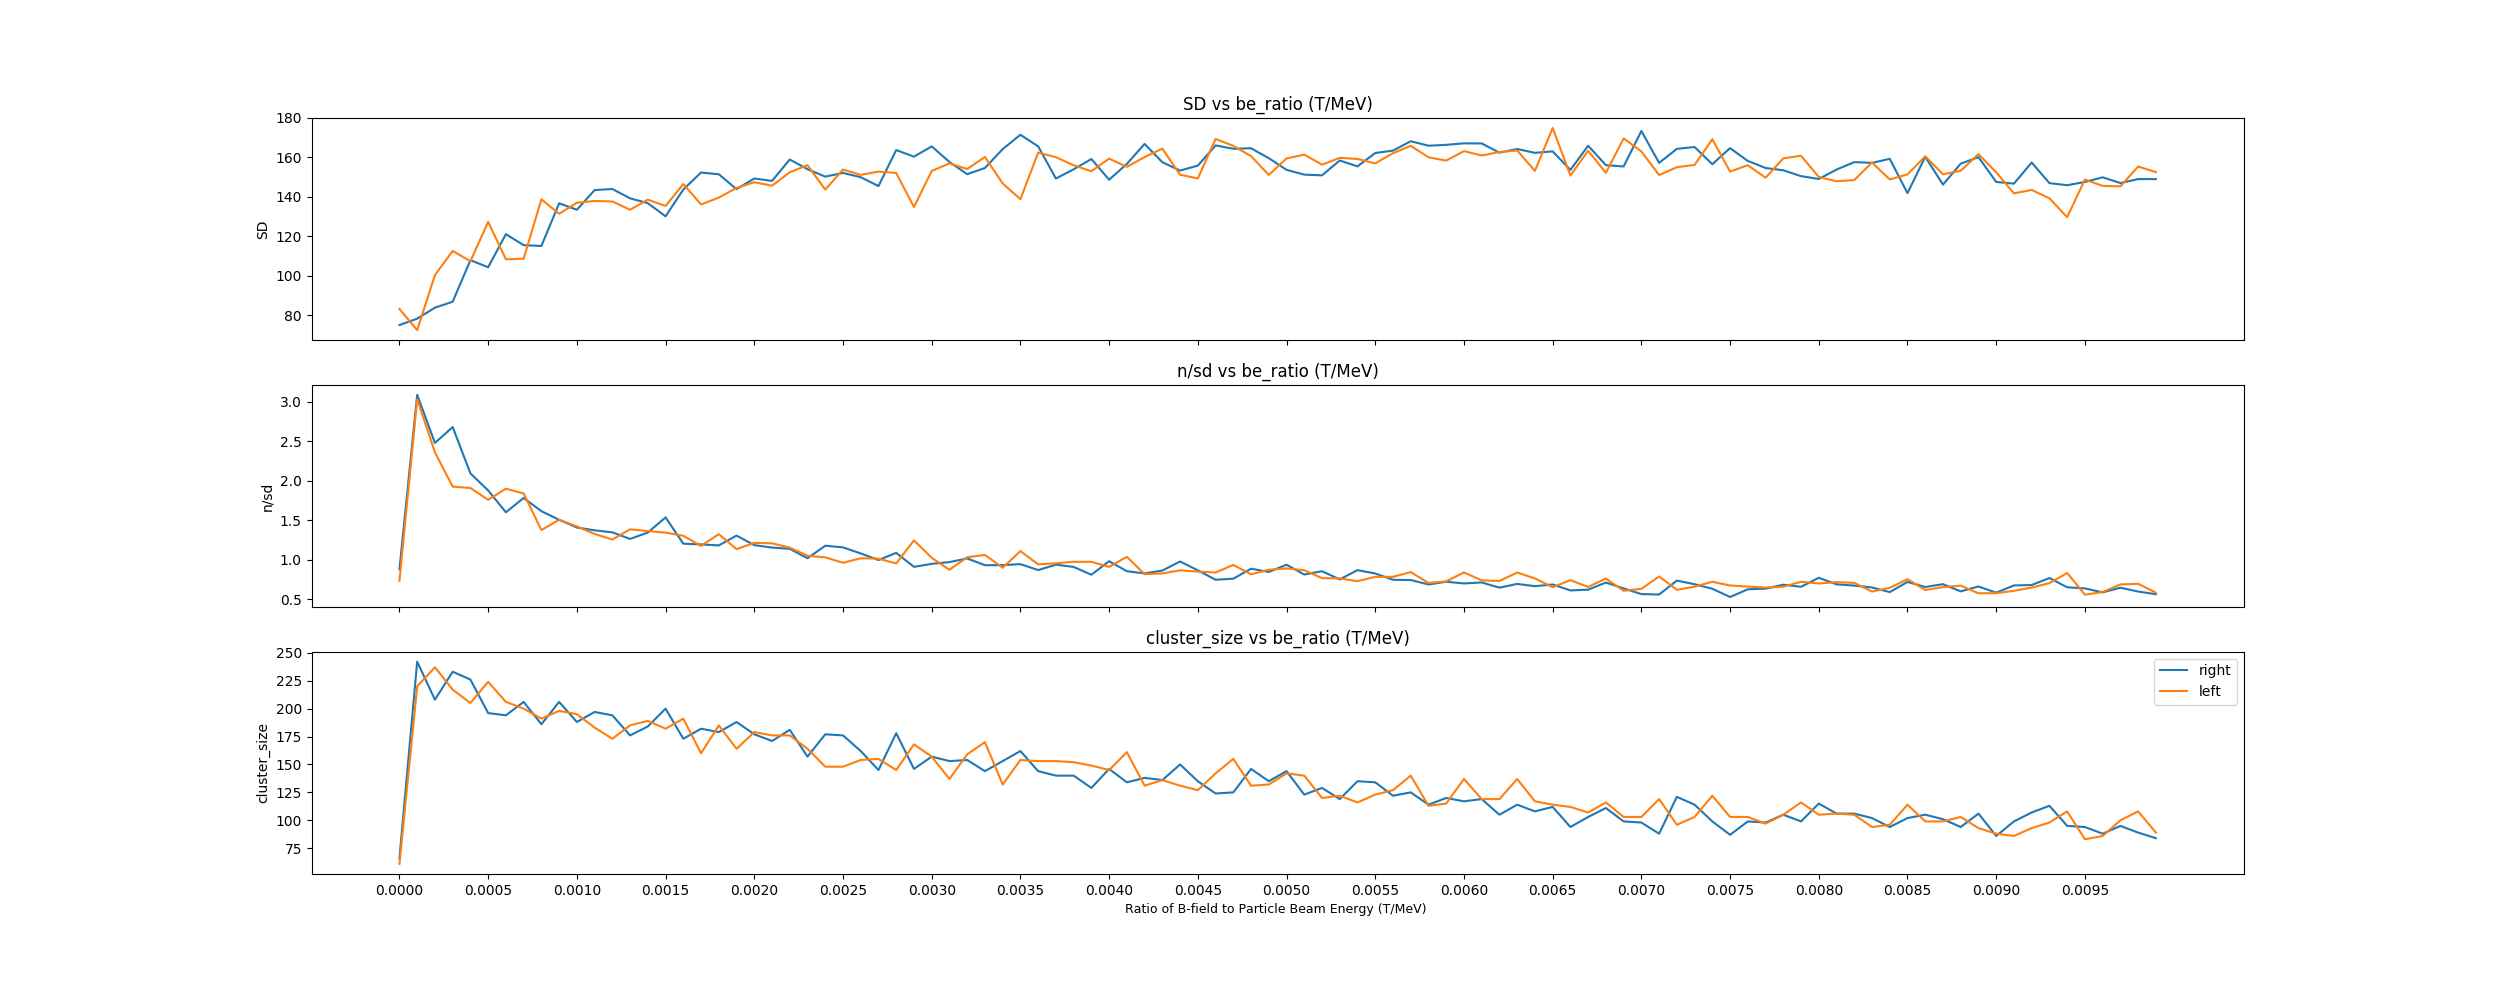 SD vs be_ratio (T/MeV)
180
160
140
120
100
80
SD
n/sd vs be_ratio (T/MeV)
3.0
2.5
2.0
1.5
1.0
0.5
n/sd
cluster_size vs be_ratio (T/MeV)
250
225
200
175
150
125
100
75
cluster_size
right
left
0.0000 0.0005 0.0010 0.0015 0.0020 0.0025 0.0030 0.0035 0.0040 0.0045 0.0050 0.0055 0.0060 0.0065 0.0070 0.0075 0.0080 0.0085 0.0090 0.0095
Ratio of B-field to Particle Beam Energy (T/MeV)